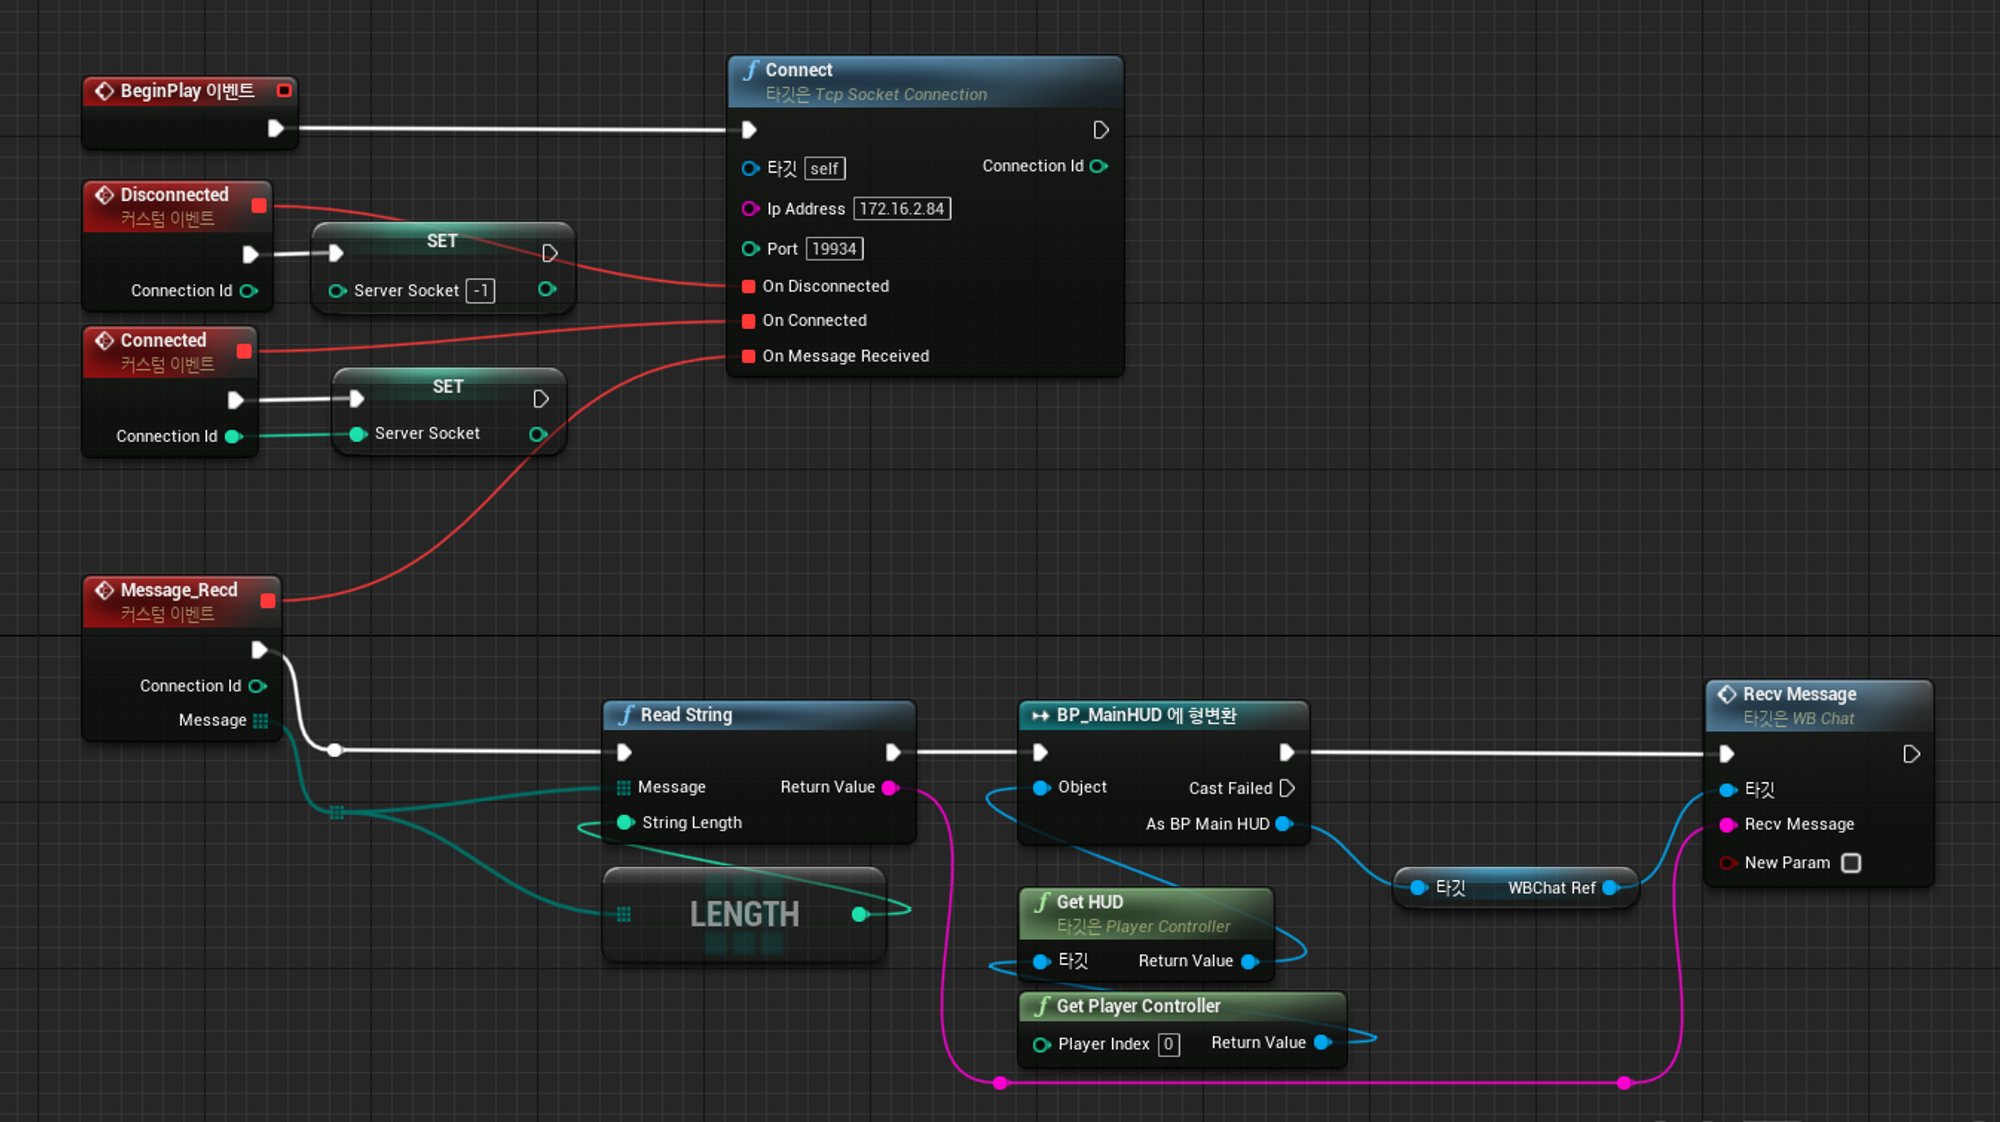 BeginPlay 이벤트
Connect
타깃은 Tcp Socket Connection
타깃 self
Connection Id
Ip Address 172.16.2.84
Port 19934
On Disconnected
On Connected
On Message Received
Disconnected
커스텀 이벤트
Connection Id
SET
Server Socket -1
Connected
커스텀 이벤트
Connection Id
SET
Server Socket
Message_Recd
커스텀 이벤트
Connection Id
Message
Read String
Message
Return Value
String Length
LENGTH
BP_MainHUD 에 형변환
Object
Cast Failed
As BP Main HUD
Get HUD
타깃은 Player Controller
타깃
Return Value
Get Player Controller
Player Index 0
Return Value
타깃
WBChat Ref
Recv Message
타깃은 WB Chat
타깃
Recv Message
New Param